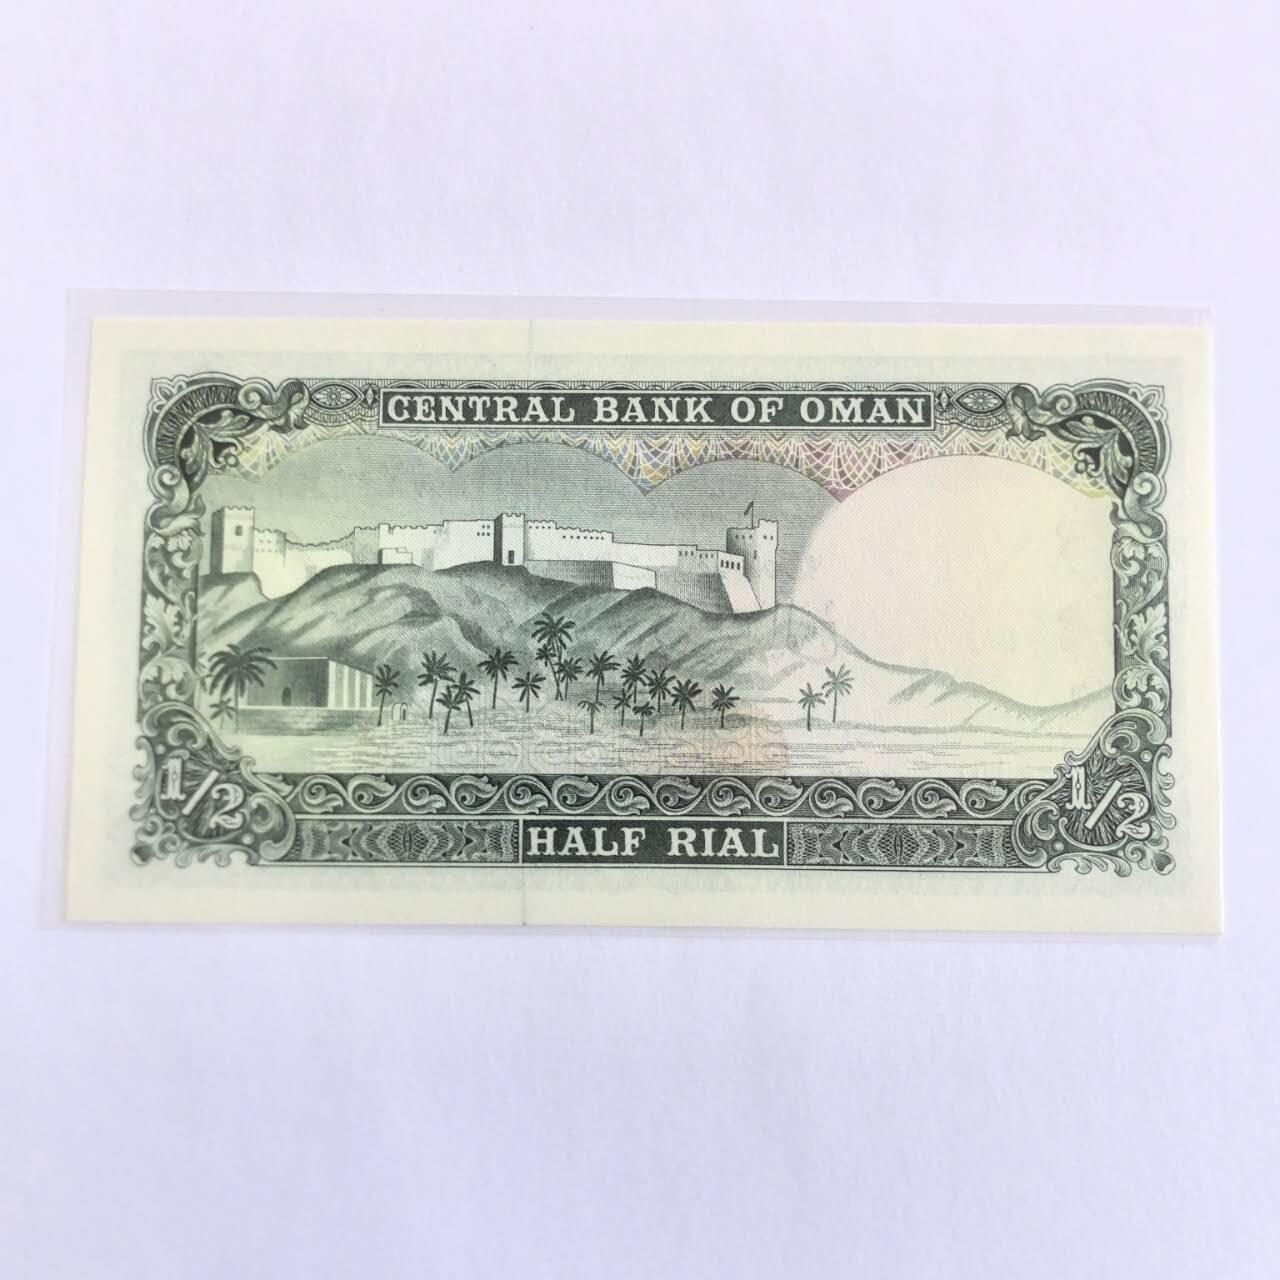 CENTRAL BANK OF OMAN
1/2
1/2
HALF RIAL